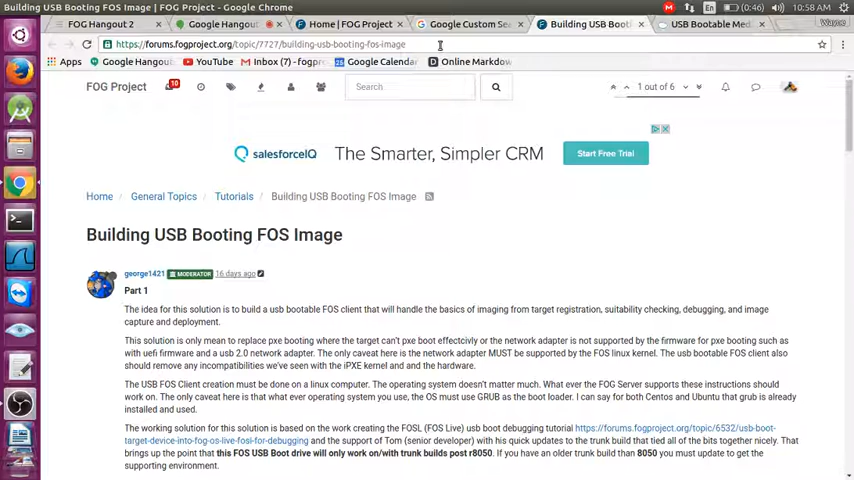 Building USB Booting FOS Image | FOG Project - Google Chrome
(0:46) 10:58 AM
FOG Hangout 2
Google Hangout
Home | FOG Project
Google Custom Sea
Building USB Bootin
USB Bootable Med
Wayne
https://forums.fogproject.org/topic/7727/building-usb-booting-fos-image
Apps
Google Hangout
YouTube
Inbox (7) - fogpr
Google Calendar
Online Markdow
FOG Project
10
Search...
1 out of 6
salesforceIQ
The Smarter, Simpler CRM
Start Free Trial
Home / General Topics / Tutorials / Building USB Booting FOS Image
Building USB Booting FOS Image
george1421 MODERATOR 16 days ago
Part 1
The idea for this solution is to build a usb bootable FOS client that will handle the basics of imaging from target registration, suitability checking, debugging, and image
capture and deployment.
This solution is only mean to replace pxe booting where the target can't pxe boot effectcivly or the network adapter is not supported by the firmware for pxe booting such as
with uefi firmware and a usb 2.0 network adapter. The only caveat here is the network adapter MUST be supported by the FOS linux kernel. The usb bootable FOS client also
should remove any incompatibilities we've seen with the iPXE kernel and and the hardware.
The USB FOS Client creation must be done on a linux computer. The operating system doesn't matter much. What ever the FOG Server supports these instructions should
work on. The only caveat here is that what ever operating system you use, the OS must use GRUB as the boot loader. I can say for both Centos and Ubuntu that grub is already
installed and used.
The working solution for this solution is based on the work creating the FOSL (FOS Live) usb boot debugging tutorial https://forums.fogproject.org/topic/6532/usb-boot-
target-device-into-fog-os-live-fosl-for-debugging and the support of Tom (senior developer) with his quick updates to the trunk build that tied all of the bits together nicely. That
brings up the point that this FOS USB Boot drive will only work on/with trunk builds post r8050. If you have an older trunk build than 8050 you must update to get the
supporting environment.